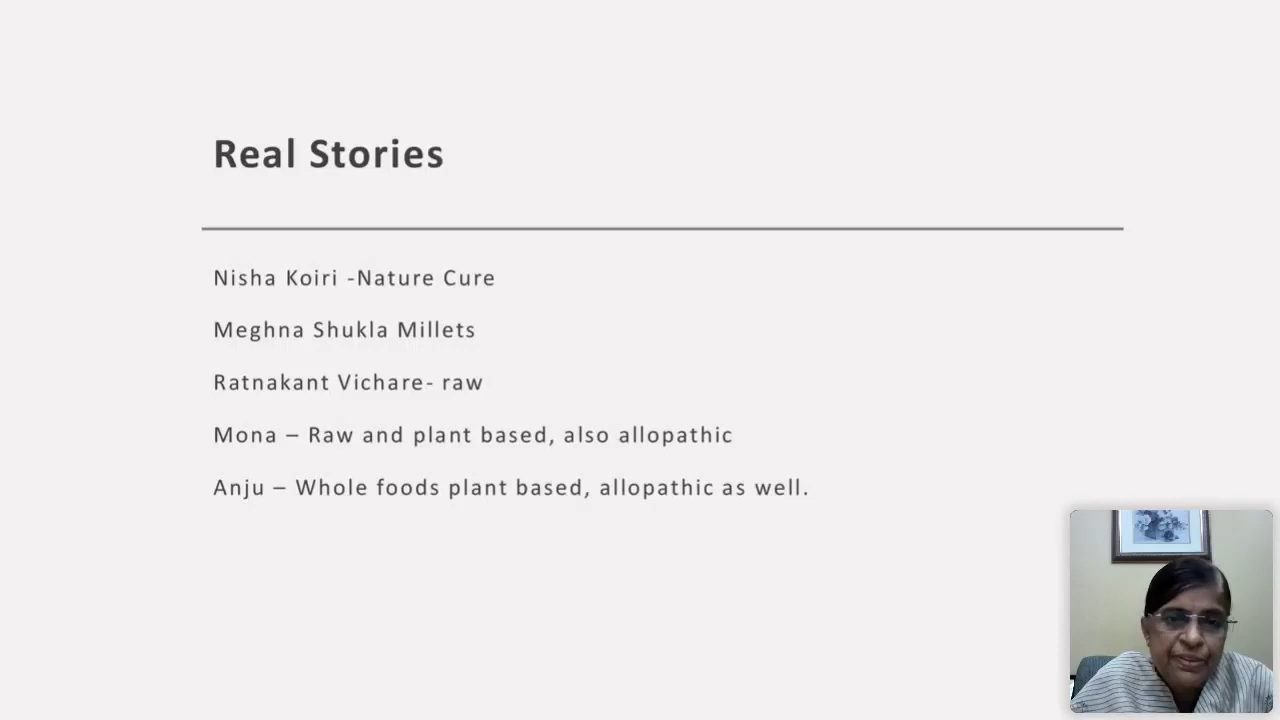 Real Stories
Nisha Koiri -Nature Cure
Meghna Shukla Millets
Ratnakant Vichare- raw
Mona – Raw and plant based, also allopathic
Anju – Whole foods plant based, allopathic as well.